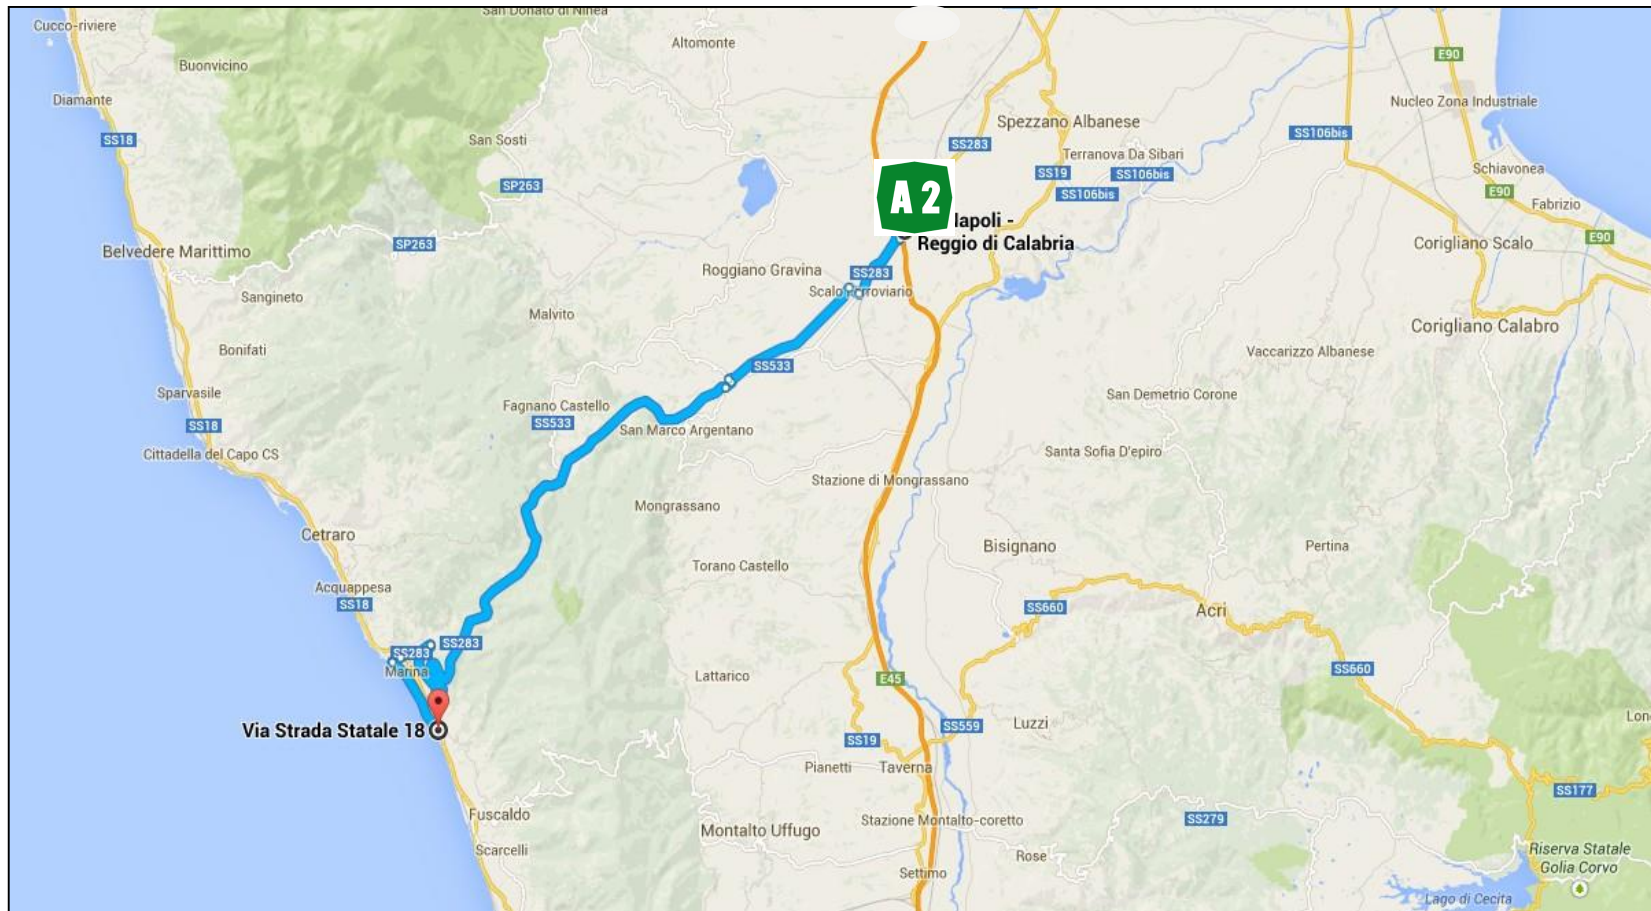 San Donato di Ninea
Cucco-riviere
Altomonte
E90
Buonvicino
Diamante
Nucleo Zona Industriale
Spezzano Albanese
SS106bis
SS18
San Sosti
SS283
Terranova Da Sibari
Schiavonea
SS19
SS106bis
SP263
SS106bis
E90
A 2
Fabrizio
Napoli -
Reggio di Calabria
E90
SP263
Corigliano Scalo
Belvedere Marittimo
Roggiano Gravina
SS283
Scalo Ferroviario
Sangineto
Malvito
Corigliano Calabro
Bonifati
Vaccarizzo Albanese
SS533
Sparvasile
San Demetrio Corone
Fagnano Castello
SS18
SS533
San Marco Argentano
Cittadella del Capo CS
Santa Sofia D'epiro
Stazione di Mongrassano
Mongrassano
Cetraro
Bisignano
Pertina
Torano Castello
Acquappesa
SS18
SS660
Acri
SS283
SS283
Marina
SS660
Lattarico
E45
Via Strada Statale 18
Luzzi
SS559
SS19
Pianetti
Taverna
SS177
Fuscaldo
Stazione Montalto-coretto
SS279
Montalto Uffugo
Scarcelli
Rose
Riserva Statale
Golia Corvo
Settimo
Lago di Cecita